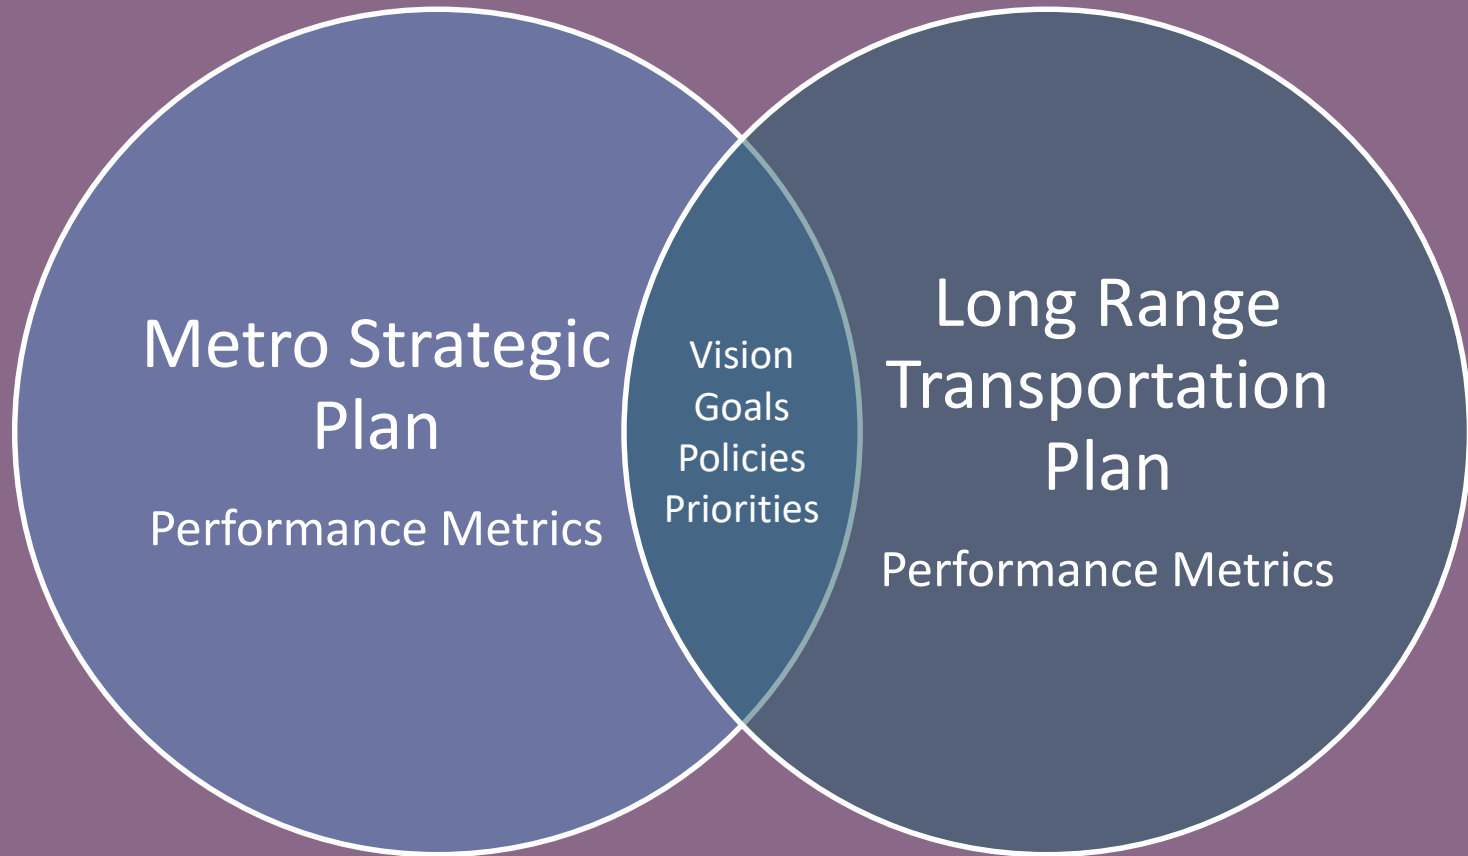 Metro Strategic
Plan
Performance Metrics
Vision
Goals
Policies
Priorities
Long Range
Transportation
Plan
Performance Metrics